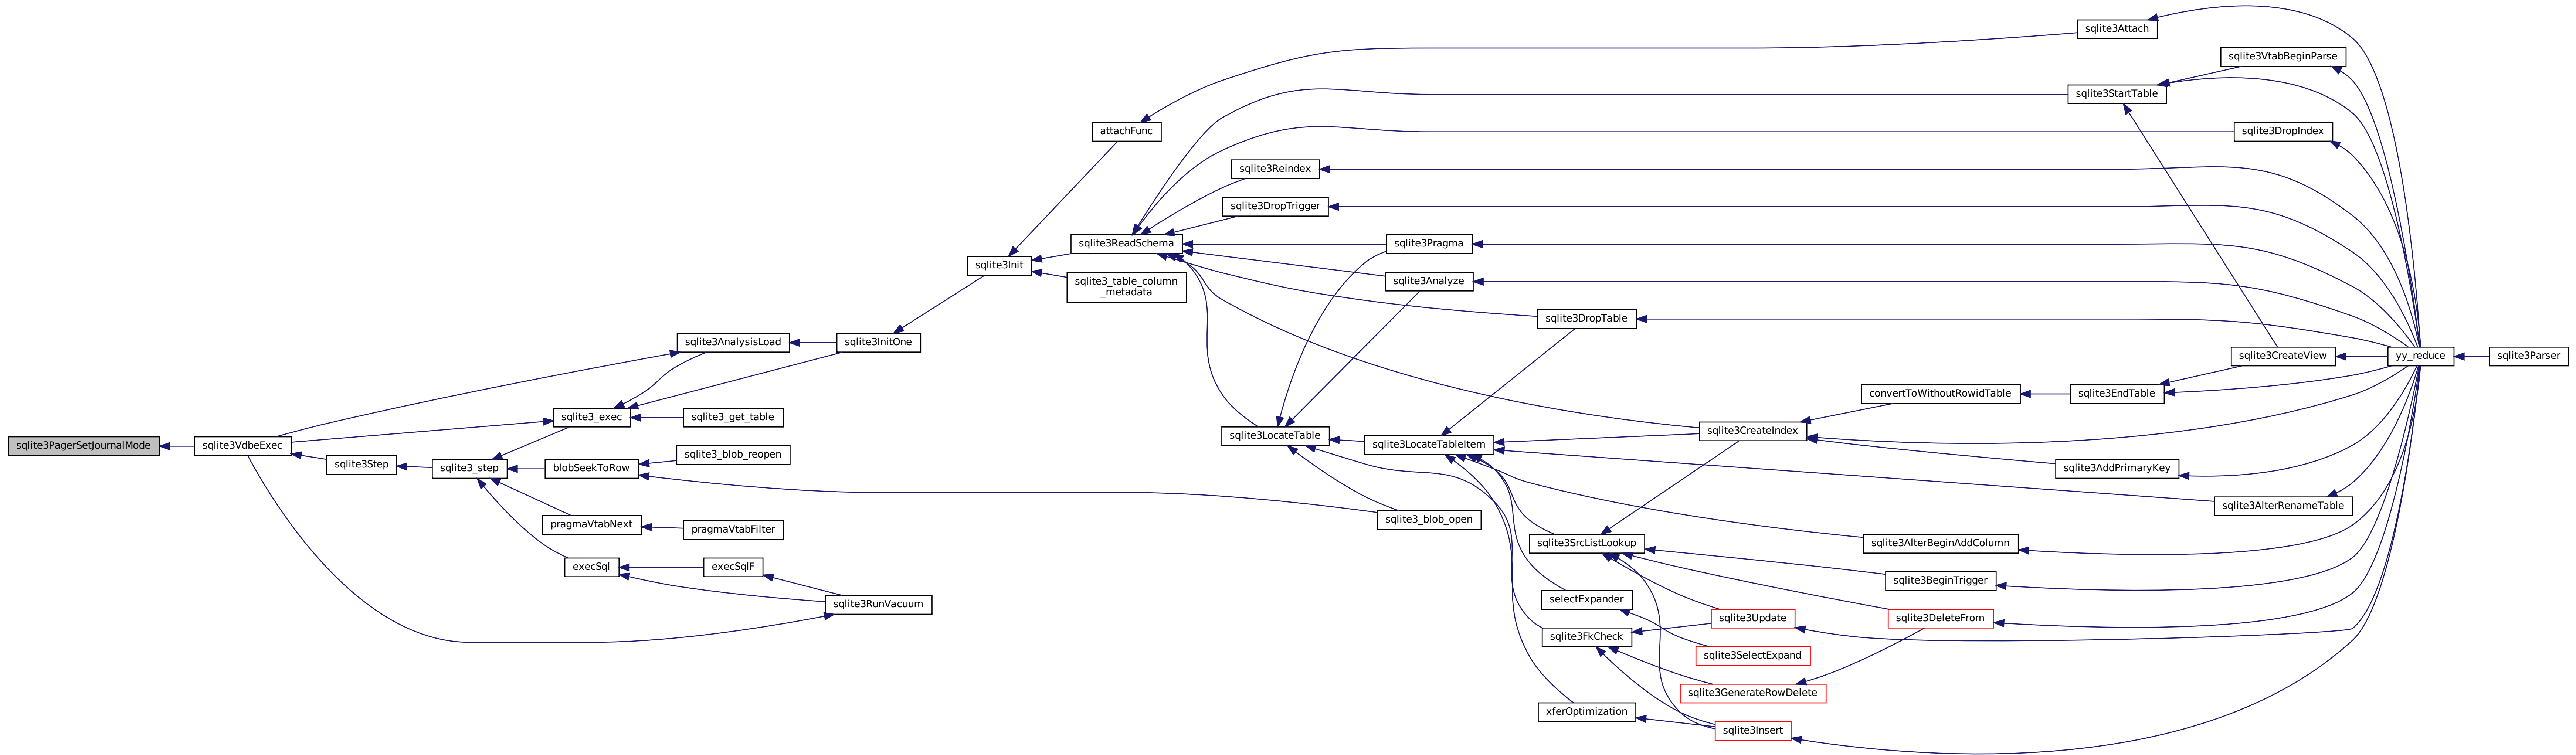 sqlite3Attach
sqlite3VtabBeginParse
sqlite3StartTable
attachFunc
sqlite3DropIndex
sqlite3Reindex
sqlite3DropTrigger
sqlite3ReadSchema
sqlite3Pragma
sqlite3Init
sqlite3_table_column
_metadata
sqlite3Analyze
sqlite3DropTable
sqlite3AnalysisLoad
sqlite3InitOne
sqlite3CreateView
yy_reduce
sqlite3Parser
convertToWithoutRowidTable
sqlite3EndTable
sqlite3_exec
sqlite3_get_table
sqlite3CreateIndex
sqlite3LocateTable
sqlite3LocateTableItem
sqlite3PagerSetJournalMode
sqlite3VdbeExec
sqlite3_blob_reopen
sqlite3Step
sqlite3_step
blobSeekToRow
sqlite3AddPrimaryKey
sqlite3AlterRenameTable
sqlite3_blob_open
pragmaVtabNext
pragmaVtabFilter
sqlite3SrcListLookup
sqlite3AlterBeginAddColumn
execSql
execSqlF
sqlite3BeginTrigger
selectExpander
sqlite3RunVacuum
sqlite3Update
sqlite3DeleteFrom
sqlite3FkCheck
sqlite3SelectExpand
sqlite3GenerateRowDelete
xferOptimization
sqlite3Insert